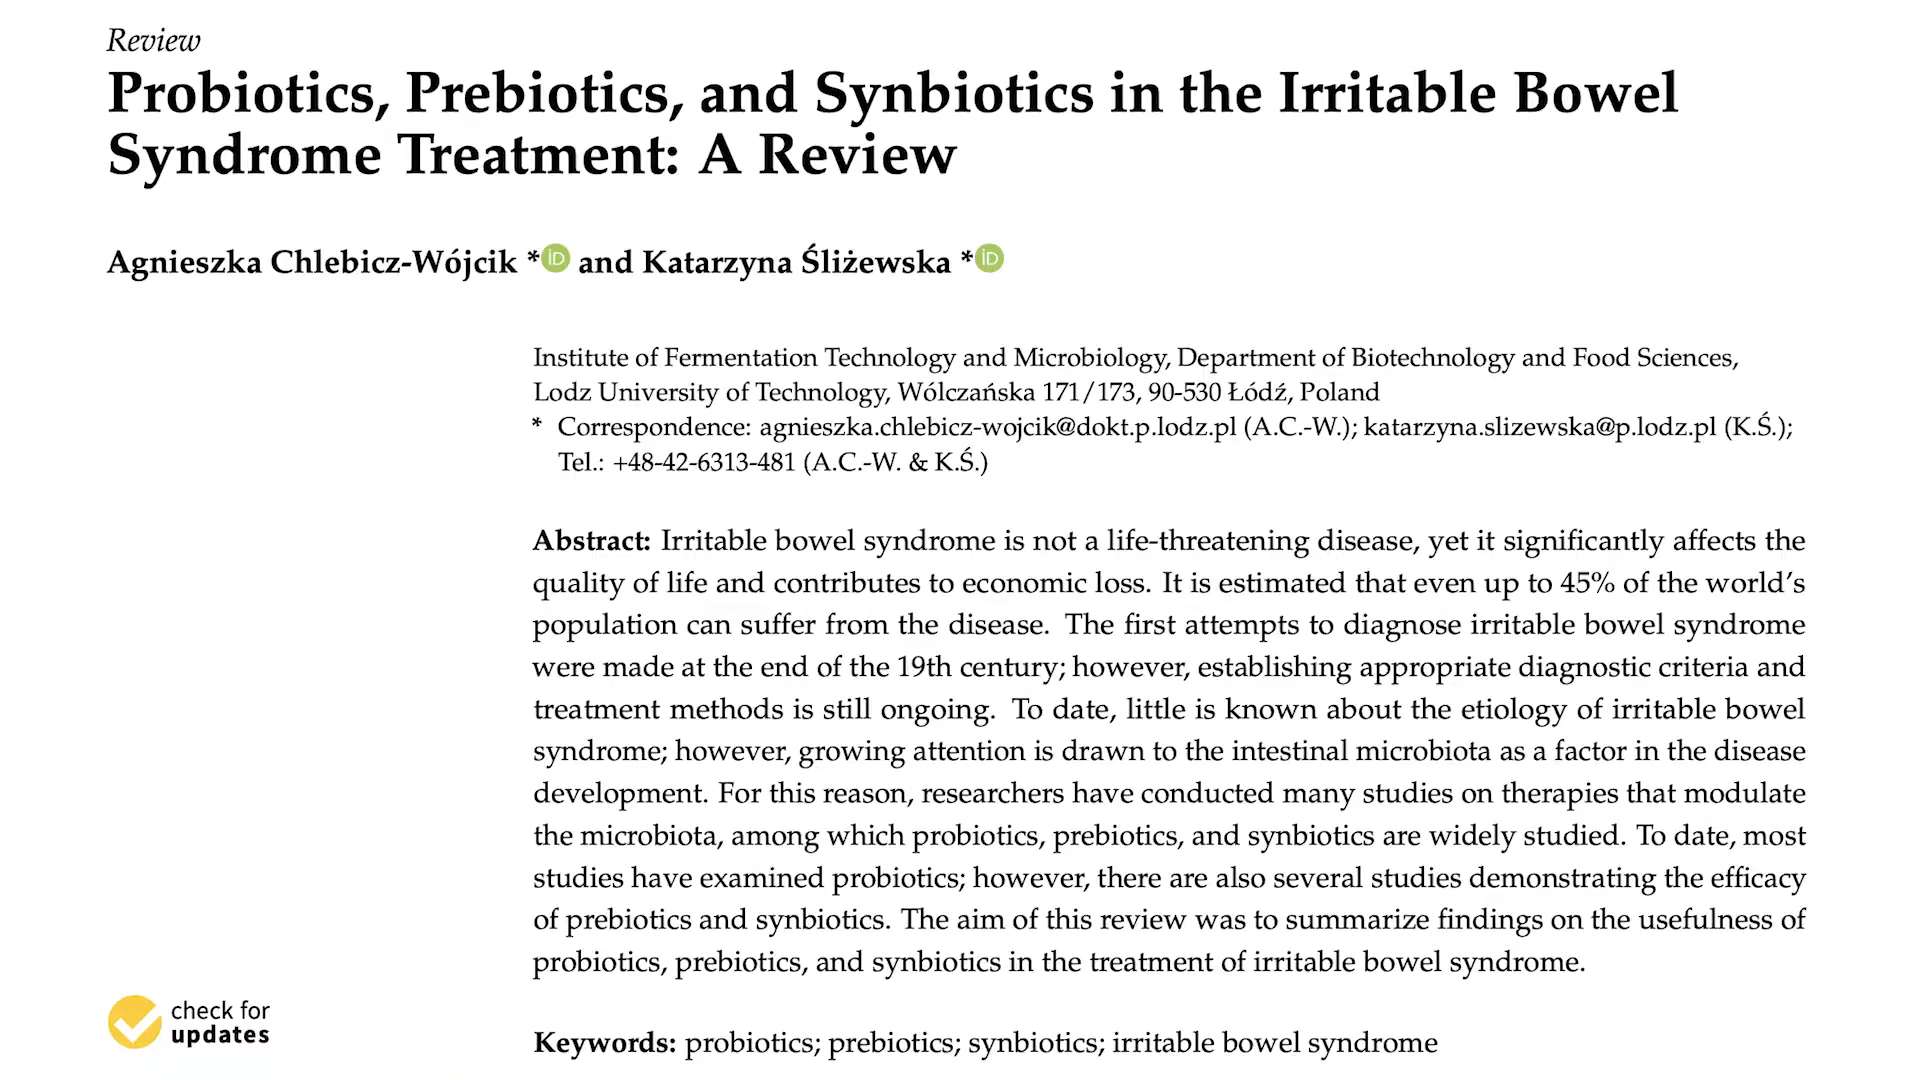 Review
Probiotics, Prebiotics, and Synbiotics in the Irritable Bowel
Syndrome Treatment: A Review
Agnieszka Chlebicz-Wójcik * iD and Katarzyna Śliżewska * iD
Institute of Fermentation Technology and Microbiology, Department of Biotechnology and Food Sciences,
Lodz University of Technology, Wólczańska 171/173, 90-530 Łódź, Poland
* Correspondence: agnieszka.chlebicz-wojcik@dokt.p.lodz.pl (A.C.-W.); katarzyna.slizewska@p.lodz.pl (K.Ś.);
Tel.: +48-42-6313-481 (A.C.-W. & K.Ś.)
Abstract: Irritable bowel syndrome is not a life-threatening disease, yet it significantly affects the
quality of life and contributes to economic loss. It is estimated that even up to 45% of the world's
population can suffer from the disease. The first attempts to diagnose irritable bowel syndrome
were made at the end of the 19th century; however, establishing appropriate diagnostic criteria and
treatment methods is still ongoing. To date, little is known about the etiology of irritable bowel
syndrome; however, growing attention is drawn to the intestinal microbiota as a factor in the disease
development. For this reason, researchers have conducted many studies on therapies that modulate
the microbiota, among which probiotics, prebiotics, and synbiotics are widely studied. To date, most
studies have examined probiotics; however, there are also several studies demonstrating the efficacy
of prebiotics and synbiotics. The aim of this review was to summarize findings on the usefulness of
probiotics, prebiotics, and synbiotics in the treatment of irritable bowel syndrome.
check for
updates
Keywords: probiotics; prebiotics; synbiotics; irritable bowel syndrome